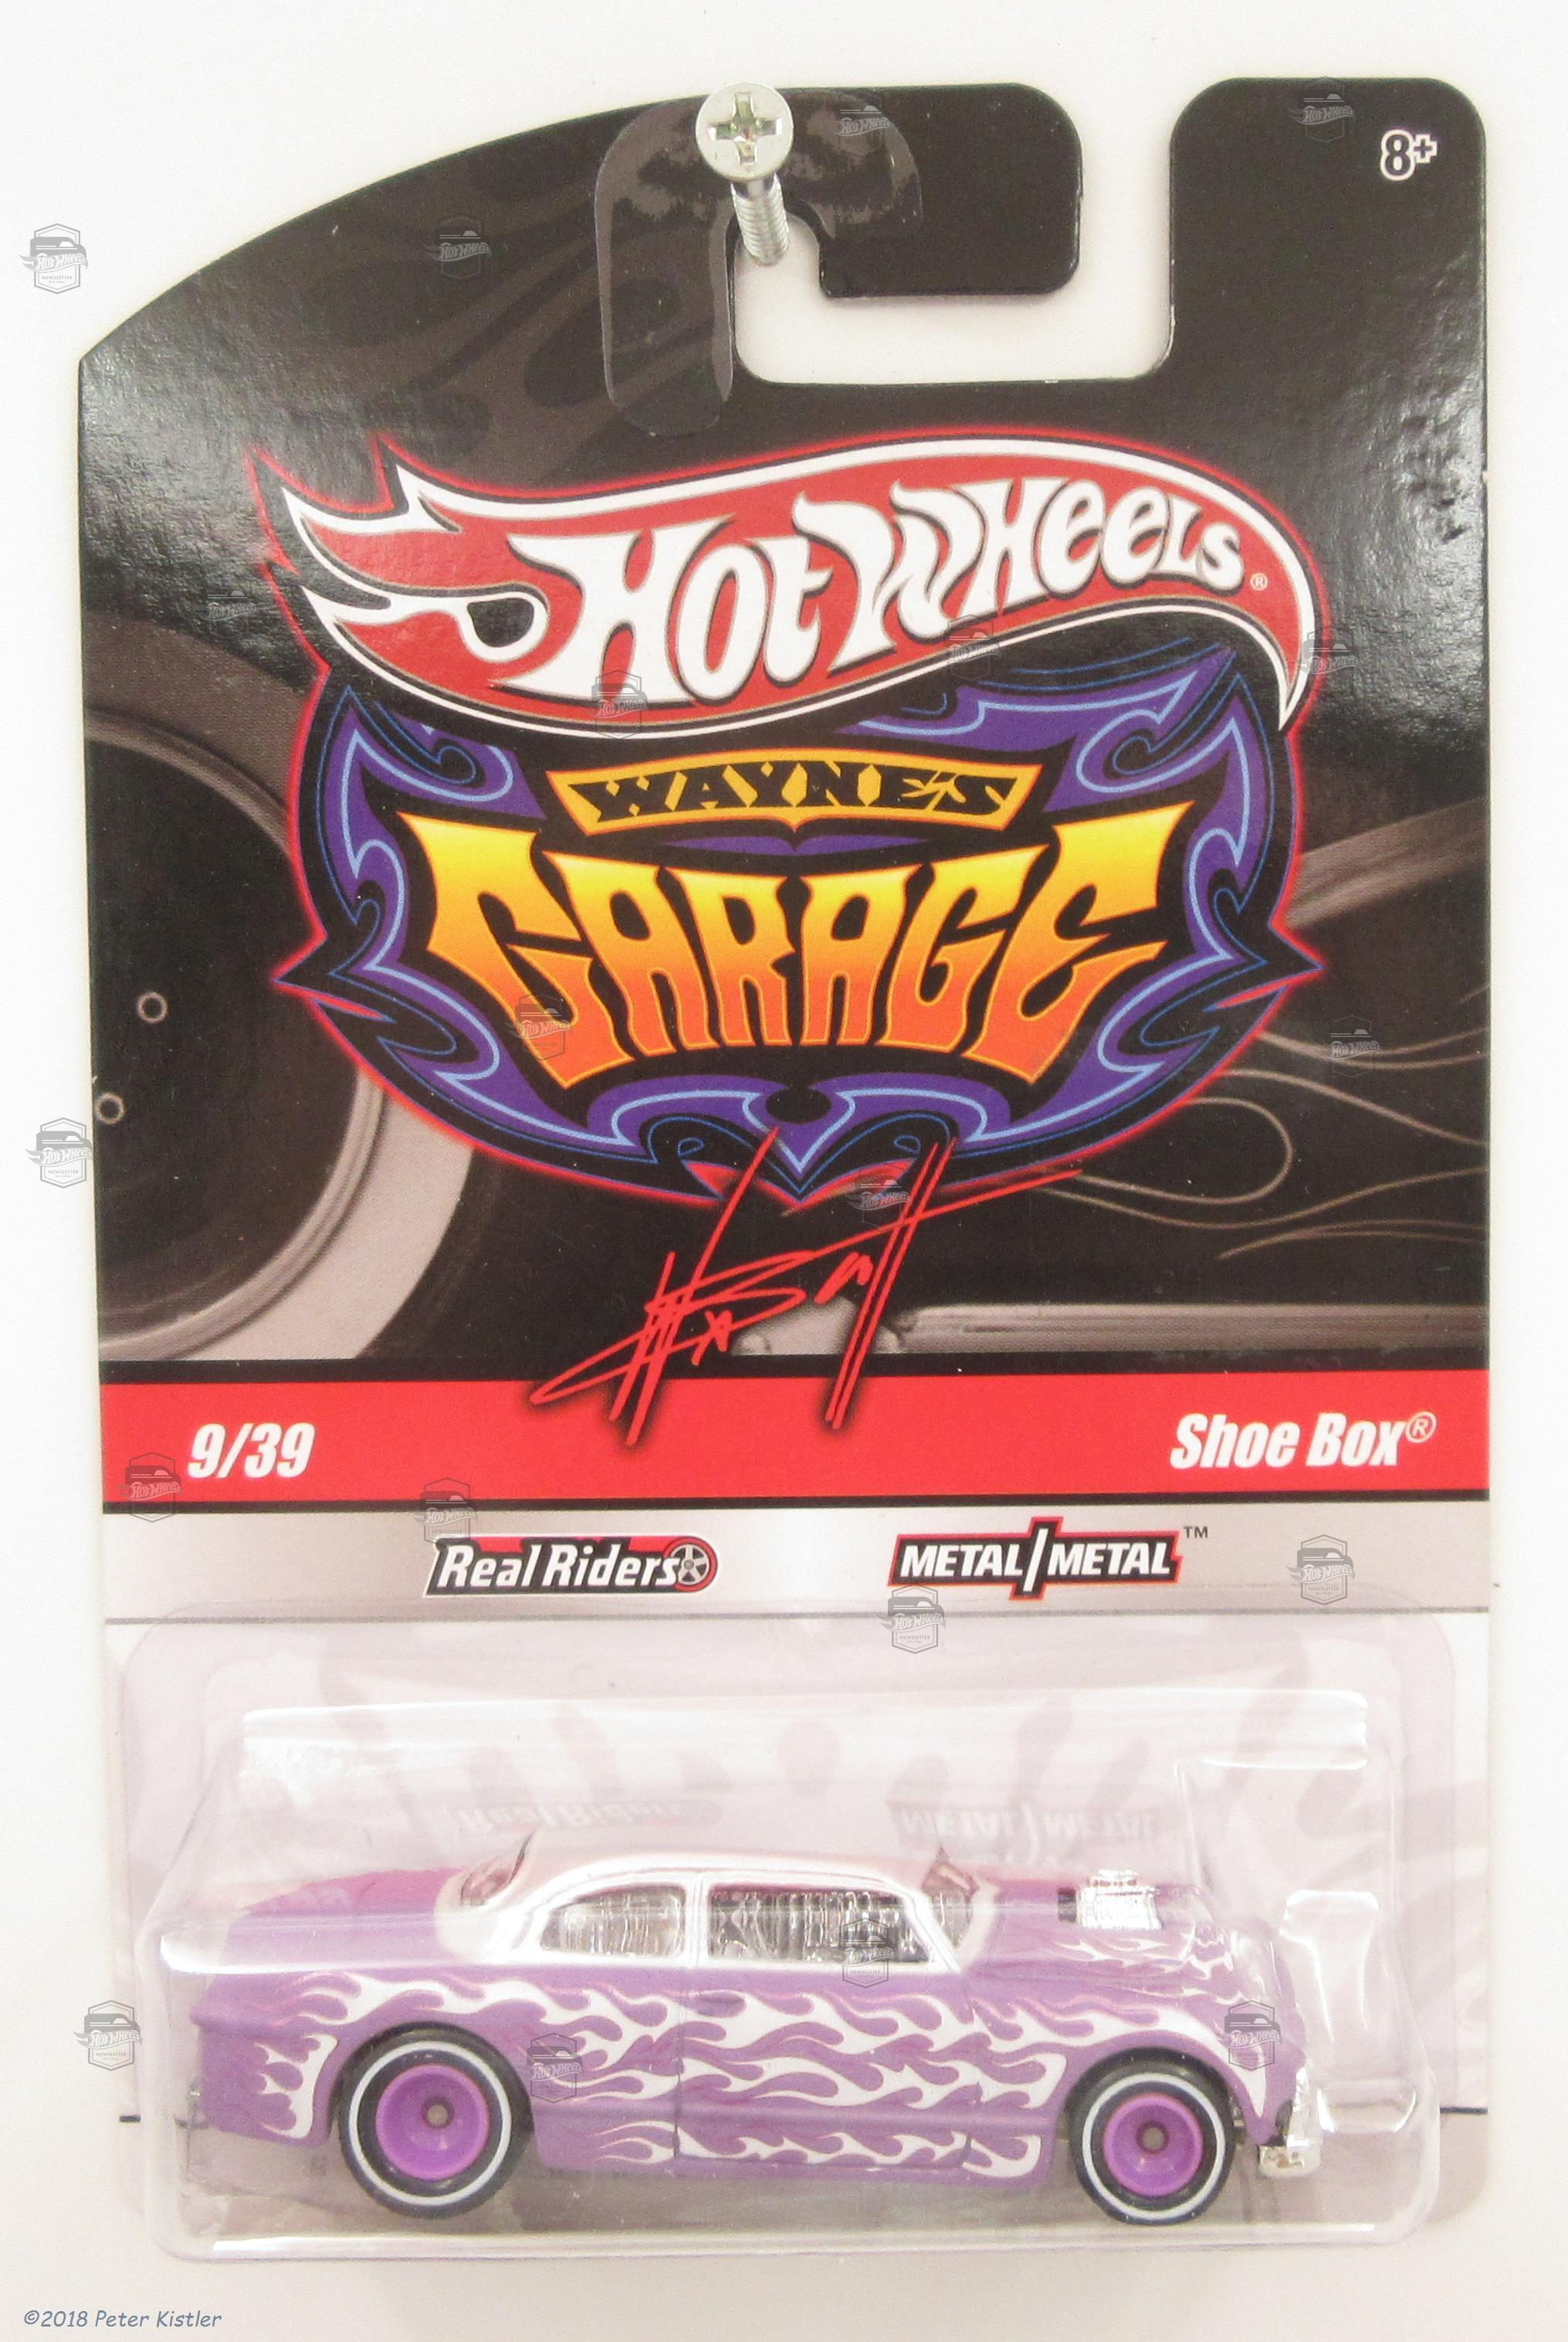 8+
Hot Wheels®
WAYNE'S
GARAGE
9/39
Shoe Box®
Real Riders
METAL/METAL™
©2018 Peter Kistler